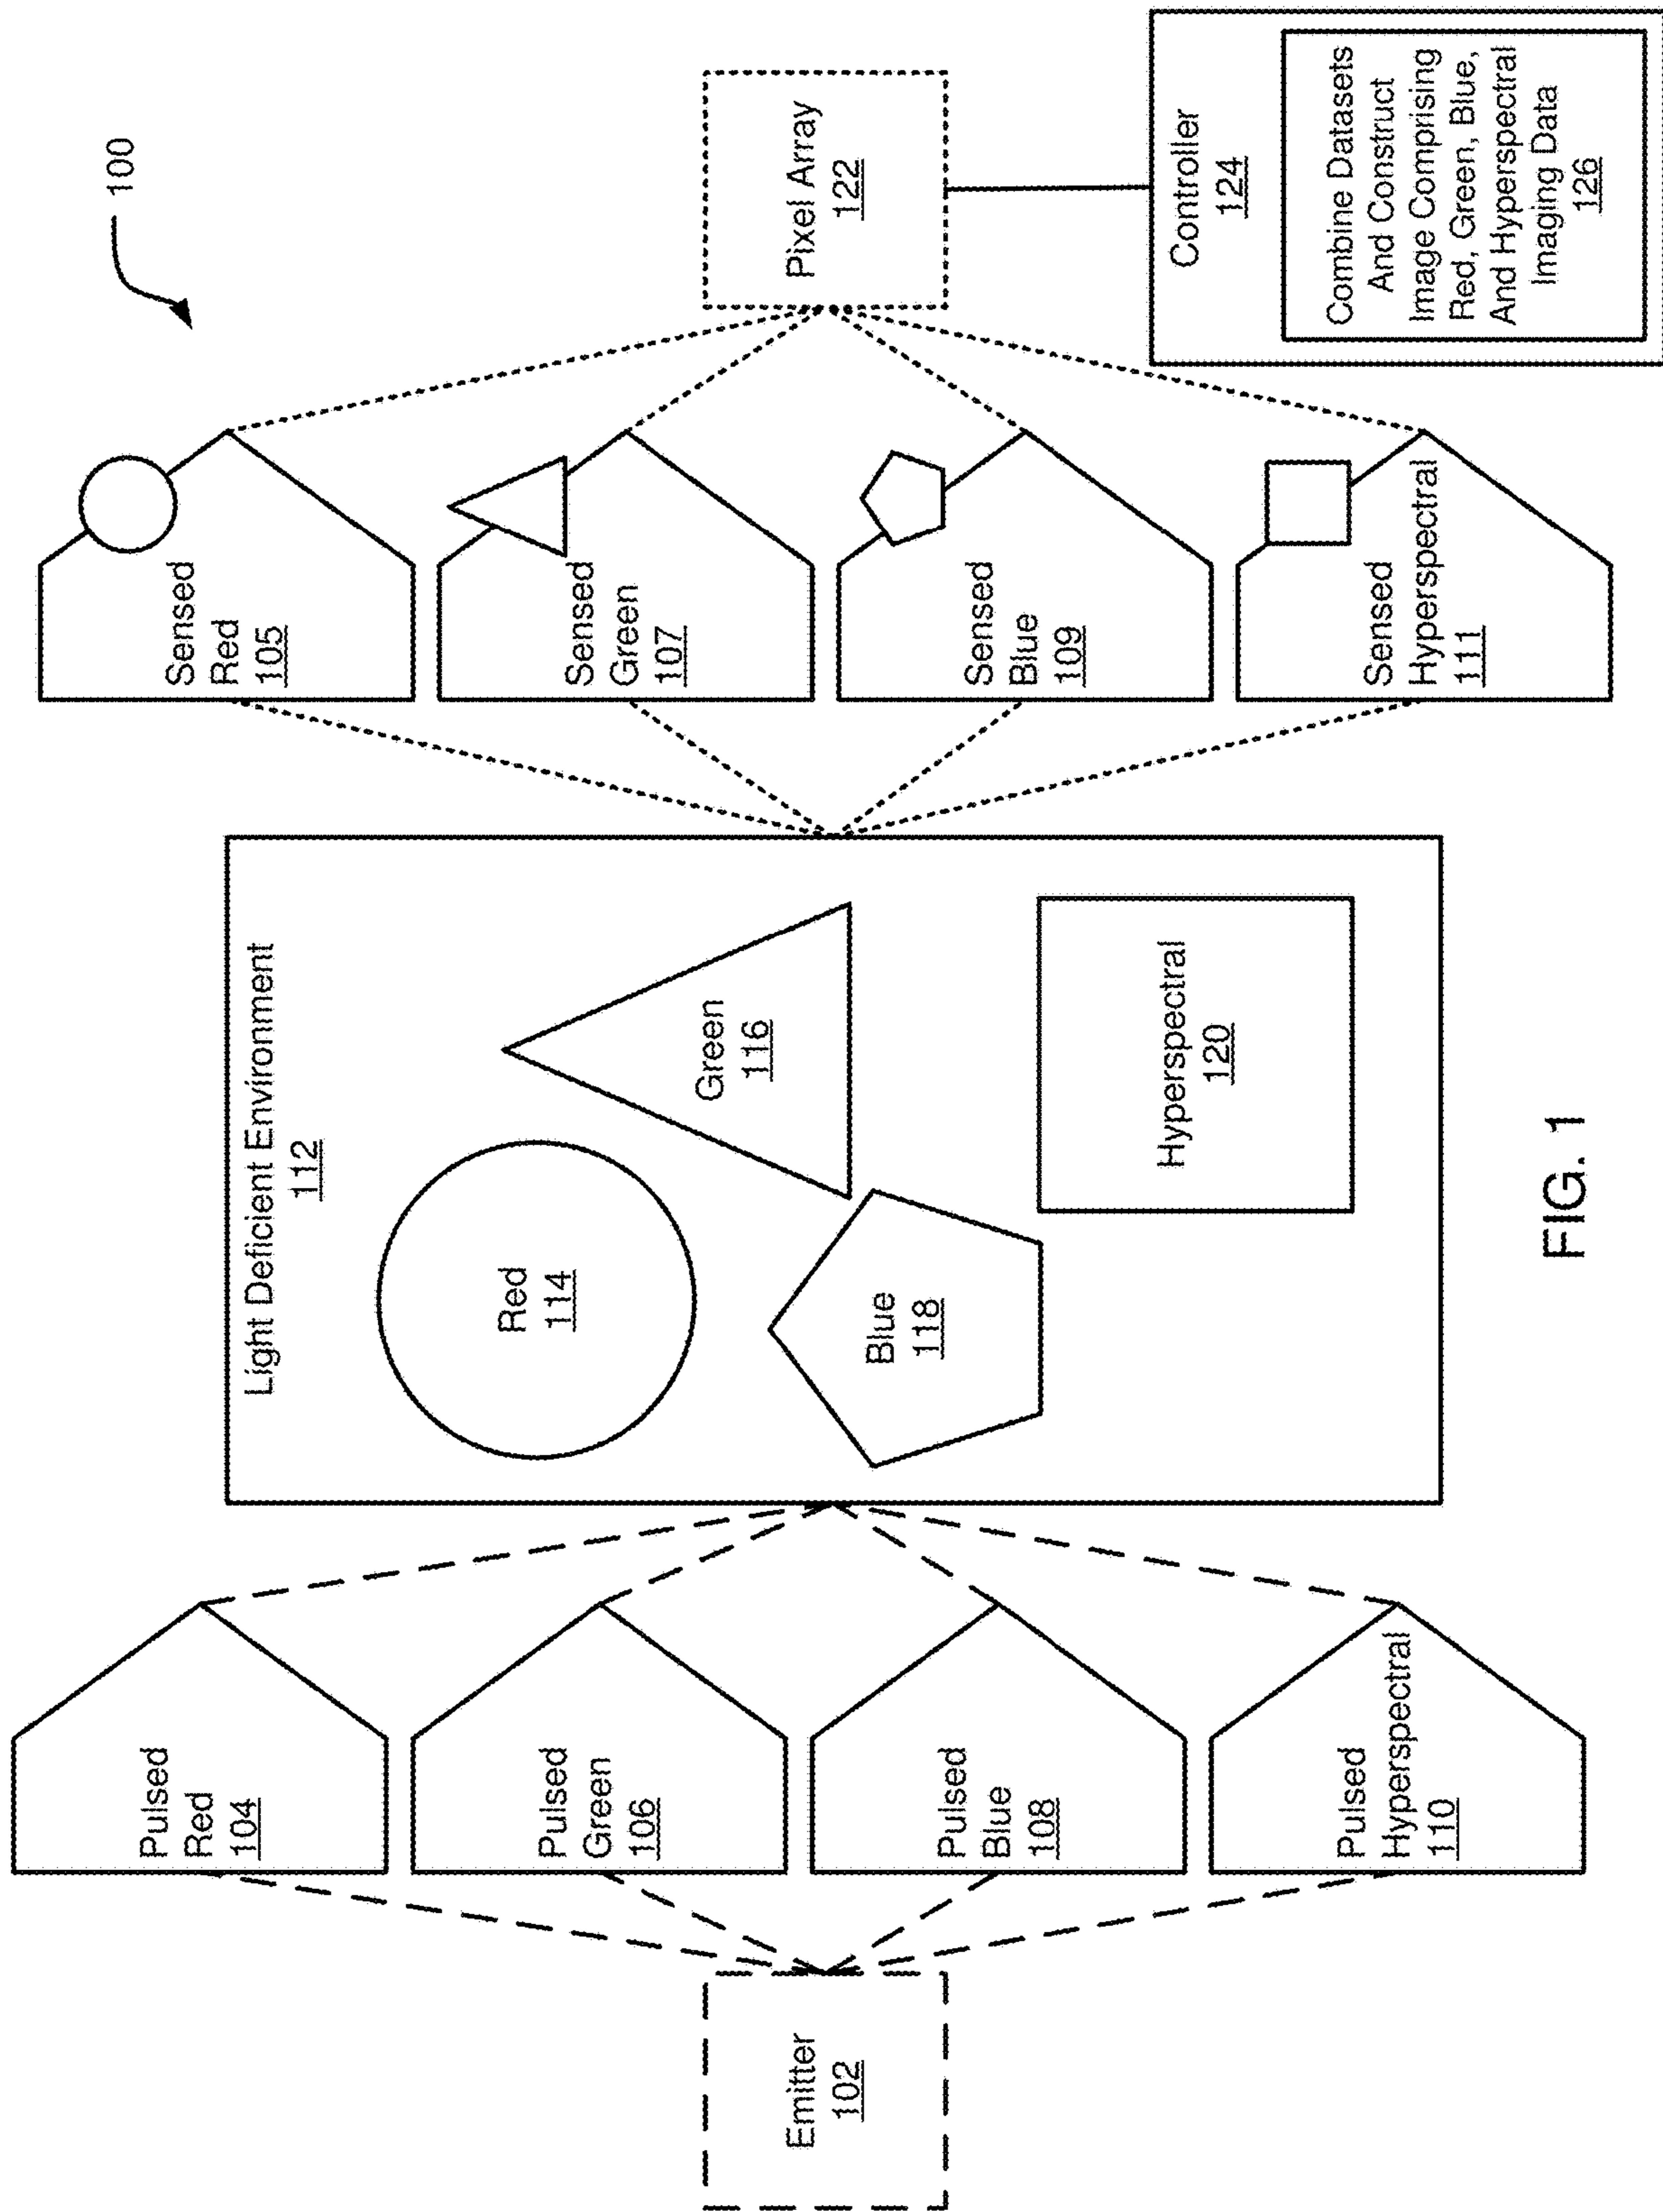 100
Emitter
102
Pulsed
Red
104
Pulsed
Green
106
Pulsed
Blue
108
Pulsed
Hyperspectral
110
Light Deficient Environment
112
Red
114
Green
116
Blue
118
Hyperspectral
120
Sensed
Red
105
Sensed
Green
107
Sensed
Blue
109
Sensed
Hyperspectral
111
Pixel Array
122
Controller
124
Combine Datasets
And Construct
Image Comprising
Red, Green, Blue,
And Hyperspectral
Imaging Data
126
FIG. 1